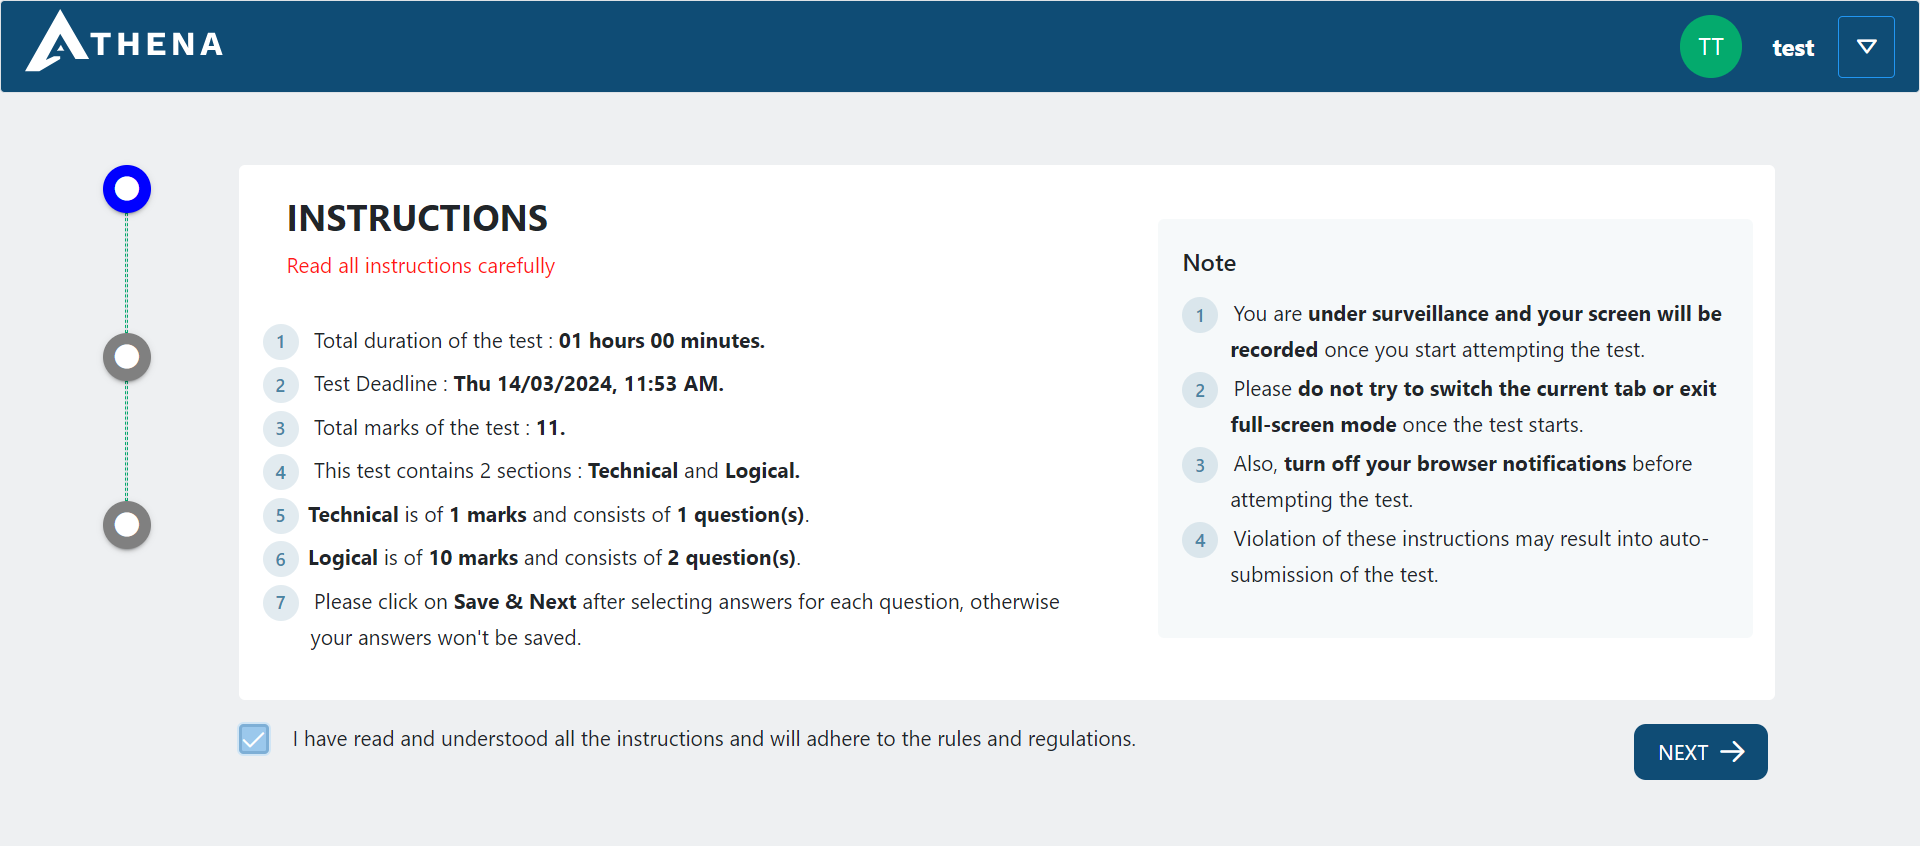 ATHENA
TT
test
INSTRUCTIONS
Read all instructions carefully
1 Total duration of the test : 01 hours 00 minutes.
2 Test Deadline : Thu 14/03/2024, 11:53 AM.
3 Total marks of the test : 11.
4 This test contains 2 sections : Technical and Logical.
5 Technical is of 1 marks and consists of 1 question(s).
6 Logical is of 10 marks and consists of 2 question(s).
7 Please click on Save & Next after selecting answers for each question, otherwise
your answers won't be saved.
Note
1 You are under surveillance and your screen will be
recorded once you start attempting the test.
2 Please do not try to switch the current tab or exit
full-screen mode once the test starts.
3 Also, turn off your browser notifications before
attempting the test.
4 Violation of these instructions may result into auto-
submission of the test.
I have read and understood all the instructions and will adhere to the rules and regulations.
NEXT